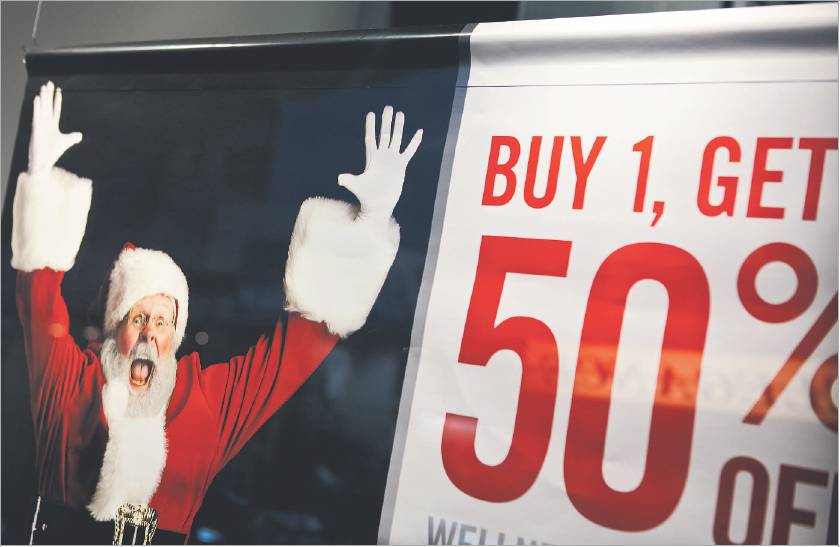 BUY 1, GET
50%
OF